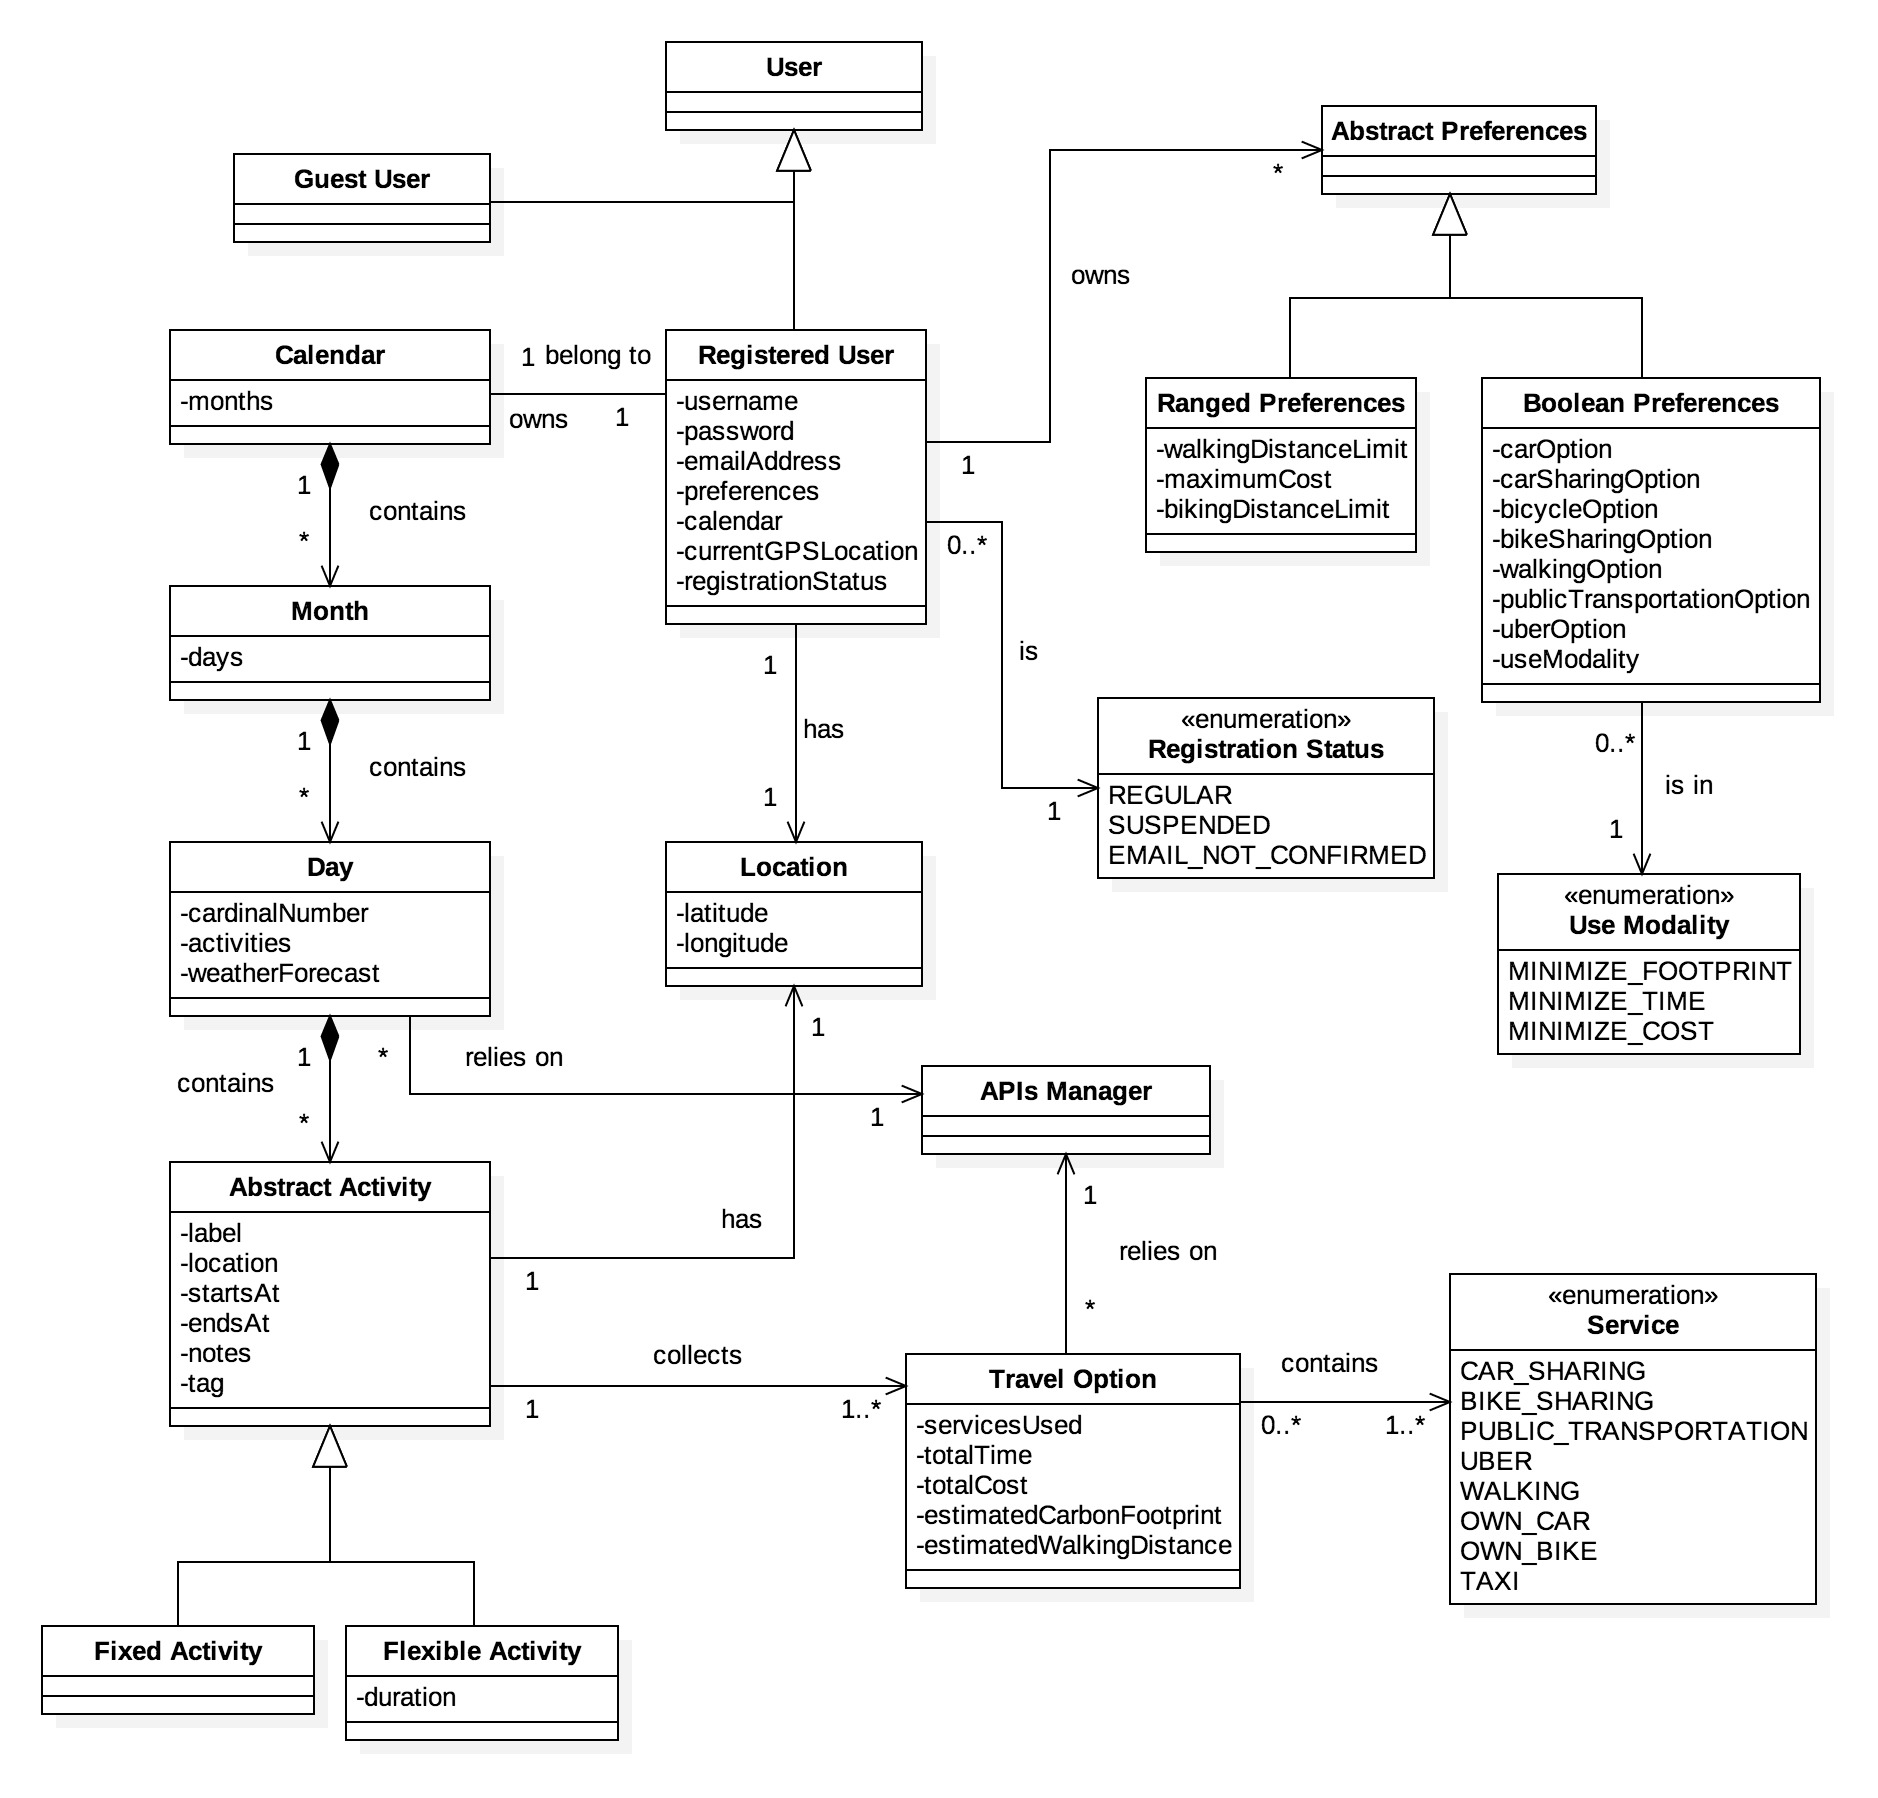 User
Guest User
Abstract Preferences
*
owns
Calendar
-months
1 belong to
owns
1
Registered User
-username
-password
-emailAddress
-preferences
-calendar
-currentGPSLocation
-registrationStatus
1
0..*
Ranged Preferences
-walkingDistanceLimit
-maximumCost
-bikingDistanceLimit
Boolean Preferences
-carOption
-carSharingOption
-bicycleOption
-bikeSharingOption
-walkingOption
-publicTransportationOption
-uberOption
-useModality
1
contains
*
Month
-days
1
contains
*
1
has
1
is
1
«enumeration»
Registration Status
REGULAR
SUSPENDED
EMAIL_NOT_CONFIRMED
0..*
is in
1
«enumeration»
Use Modality
MINIMIZE_FOOTPRINT
MINIMIZE_TIME
MINIMIZE_COST
Day
-cardinalNumber
-activities
-weatherForecast
Location
-latitude
-longitude
1
1
contains
*
*
relies on
1
APIs Manager
Abstract Activity
-label
-location
-startsAt
-endsAt
-notes
-tag
has
1
1
relies on
*
collects
1
1..*
Travel Option
-servicesUsed
-totalTime
-totalCost
-estimatedCarbonFootprint
-estimatedWalkingDistance
contains
0..*
1..*
«enumeration»
Service
CAR_SHARING
BIKE_SHARING
PUBLIC_TRANSPORTATION
UBER
WALKING
OWN_CAR
OWN_BIKE
TAXI
Fixed Activity
Flexible Activity
-duration